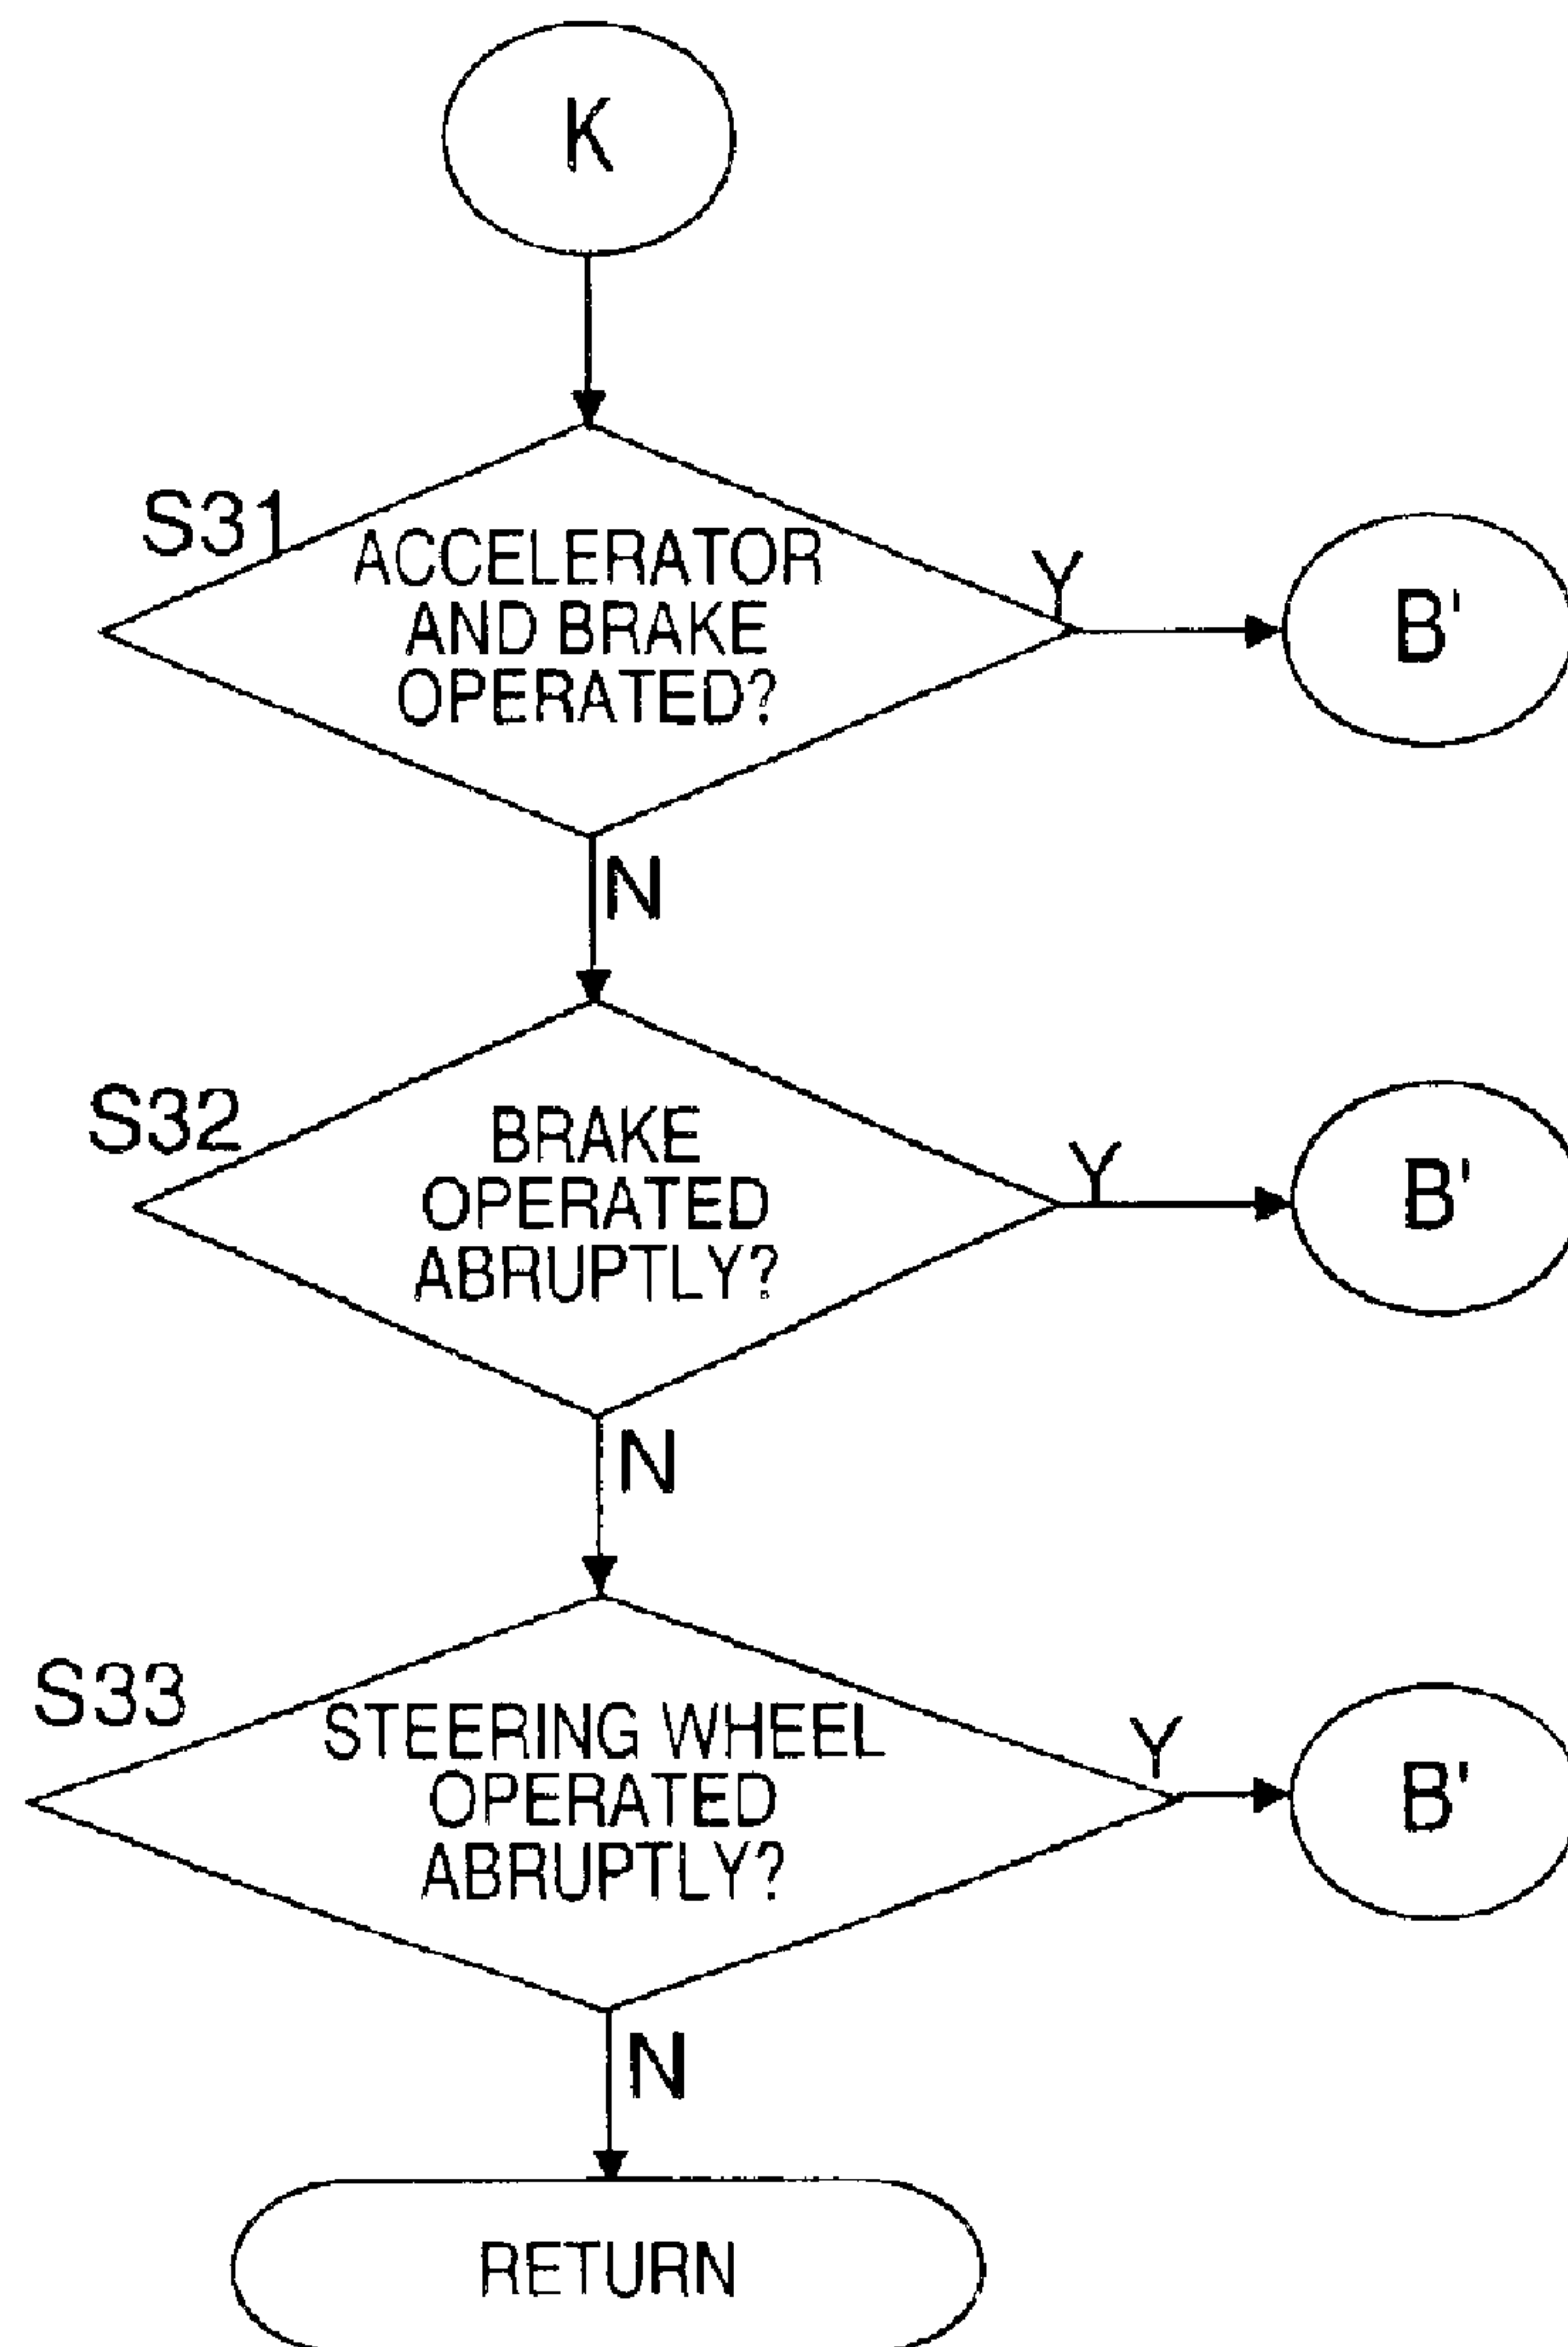 K
S31
ACCELERATOR
AND BRAKE
OPERATED?
Y
B'
N
S32
BRAKE
OPERATED
ABRUPTLY?
Y
B'
N
S33
STEERING WHEEL
OPERATED
ABRUPTLY?
Y
B'
N
RETURN